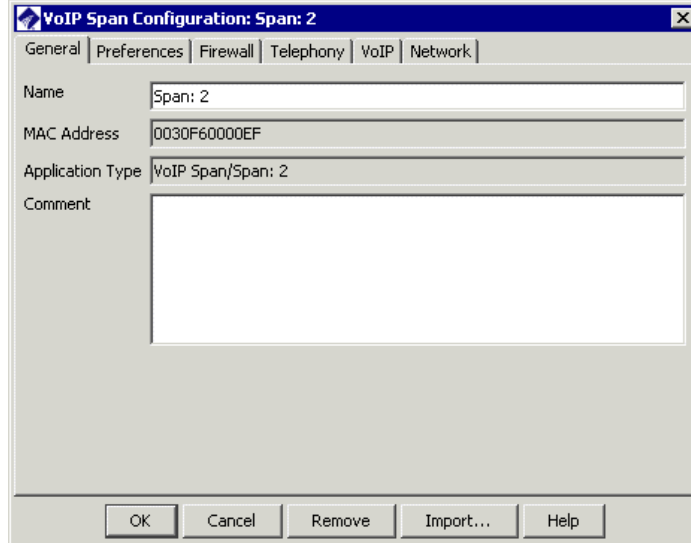 VoIP Span Configuration: Span: 2
General Preferences Firewall Telephony VoIP Network
Name Span: 2
MAC Address 0030F60000EF
Application Type VoIP Span/Span: 2
Comment
OK Cancel Remove Import... Help